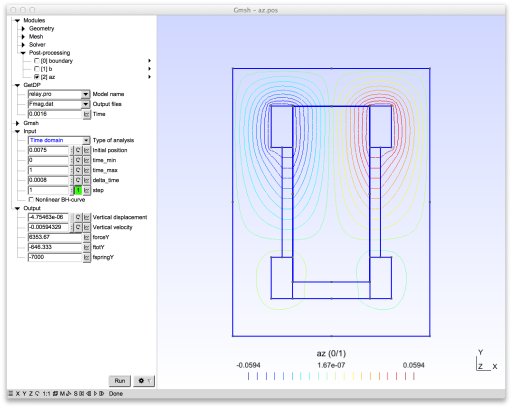 Gmsh - az.pos
Modules
Geometry
Mesh
Solver
Post-processing
[0] boundary
[1] b
[2] az
GetDP
relay.pro Model name
Fmag.dat Output files
0.0016 Time
Gmsh
Input
Time domain Type of analysis
0.0075 Initial position
0 time_min
1 time_max
0.0008 delta_time
1 step
Nonlinear BH-curve
Output
-4.75463e-06 Vertical displacement
-0.00594329 Vertical velocity
6353.67 forceY
-646.333 ftotY
-7000 fspringY
Run
az (0/1)
-0.0594 1.67e-07 0.0594
Y
Z X
X Y Z 1:1 M S Done